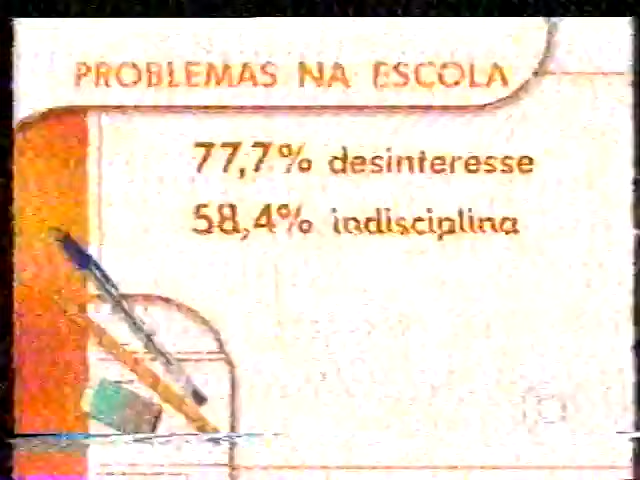 PROBLEMAS NA ESCOLA
77,7% desinteresse
58,4% indisciplina